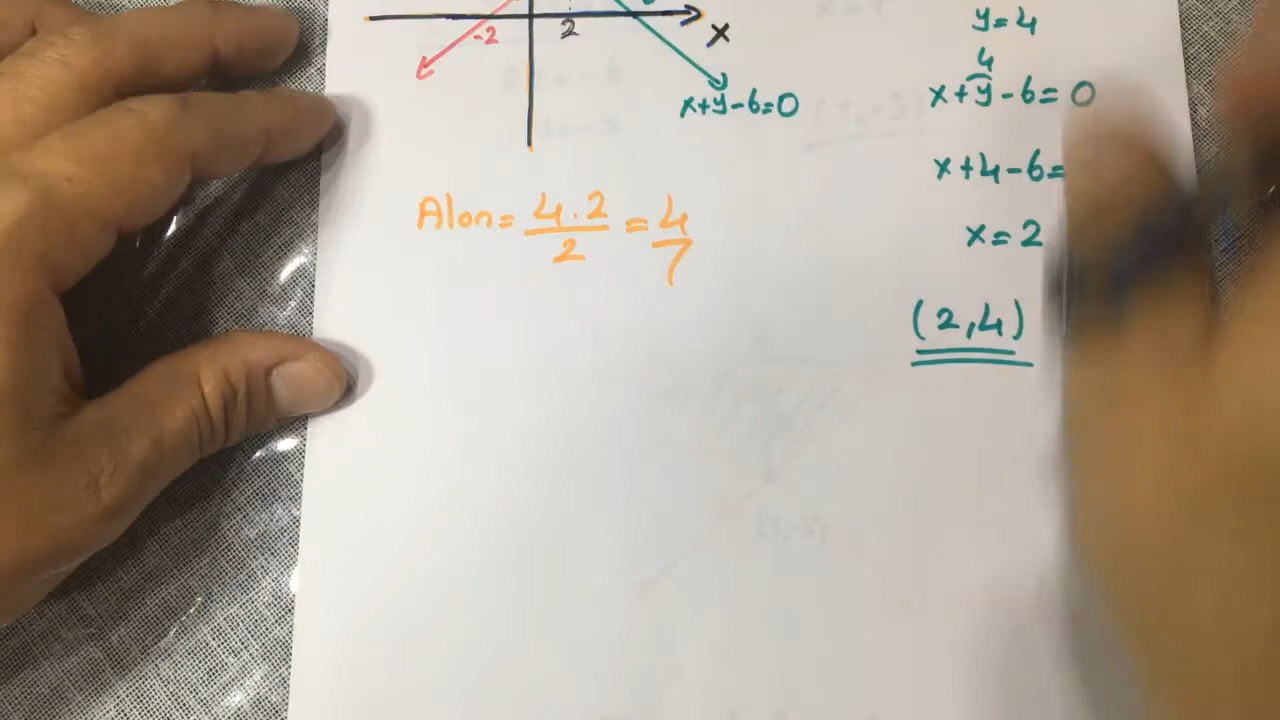 -2
2
x
x+y-6=0
Alan = 4.2/2 = 4
y=4
4
x+y-6=0
x+4-6=
x=2
(2,4)